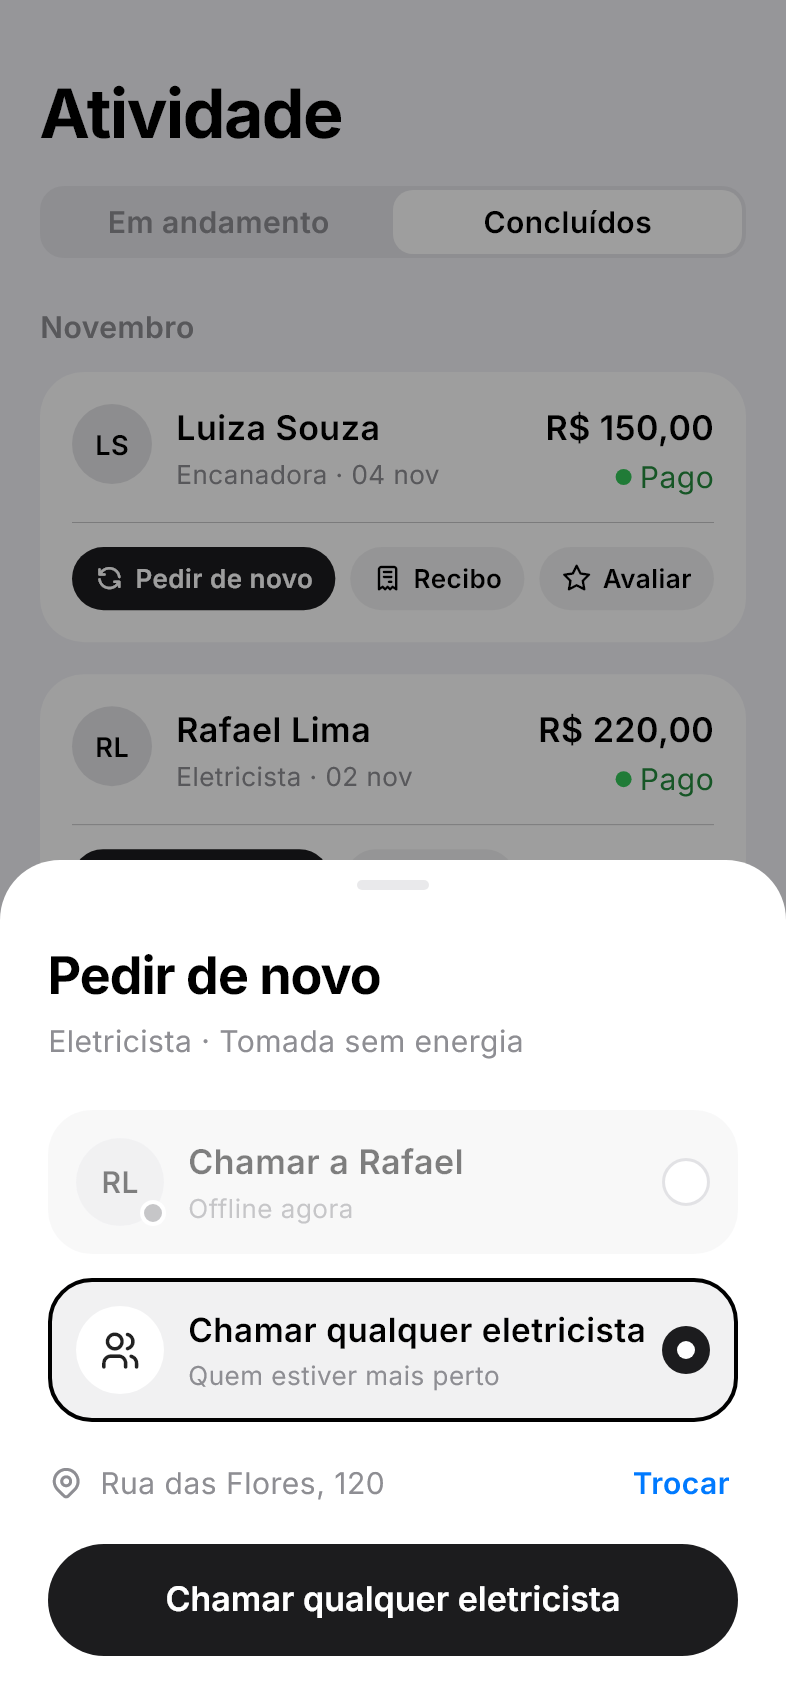 Atividade
Em andamento
Concluídos
Novembro
LS
Luiza Souza
R$ 150,00
Encanadora · 04 nov
Pago
Pedir de novo
Recibo
Avaliar
RL
Rafael Lima
R$ 220,00
Eletricista · 02 nov
Pago
Pedir de novo
Eletricista · Tomada sem energia
RL
Chamar a Rafael
Offline agora
Chamar qualquer eletricista
Quem estiver mais perto
Rua das Flores, 120
Trocar
Chamar qualquer eletricista